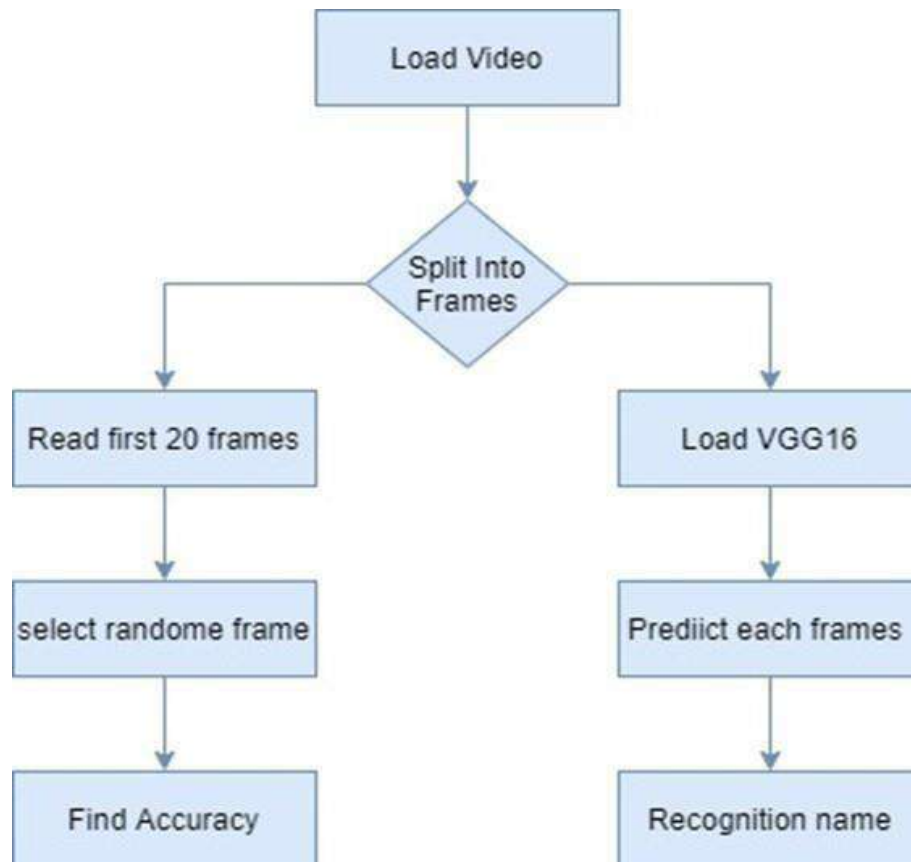 Load Video
Split Into
Frames
Read first 20 frames
Load VGG16
select randome frame
Prediict each frames
Find Accuracy
Recognition name